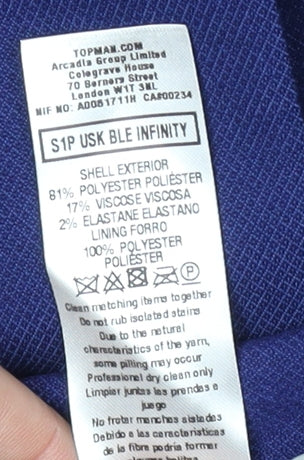 TOPMAN.COM
Arcadia Group Limited
Colegrave House
70 Berners Street
London W1T 3NL
NIF NO: A0081711H CA#00234
S1P USK BLE INFINITY
SHELL EXTERIOR
81% POLYESTER POLIÉSTER
17% VISCOSE VISCOSA
2% ELASTANE ELASTANO
LINING FORRO
100% POLYESTER
POLIÉSTER
Clean matching items together
Do not rub isolated stains
Due to the natural
characteristics of the yarn,
some pilling may occur
Professional dry clean only
Limpiar juntas las prendas a
juego
No frotar manchas aisladas
Debido a las características
de la fibra podría formar